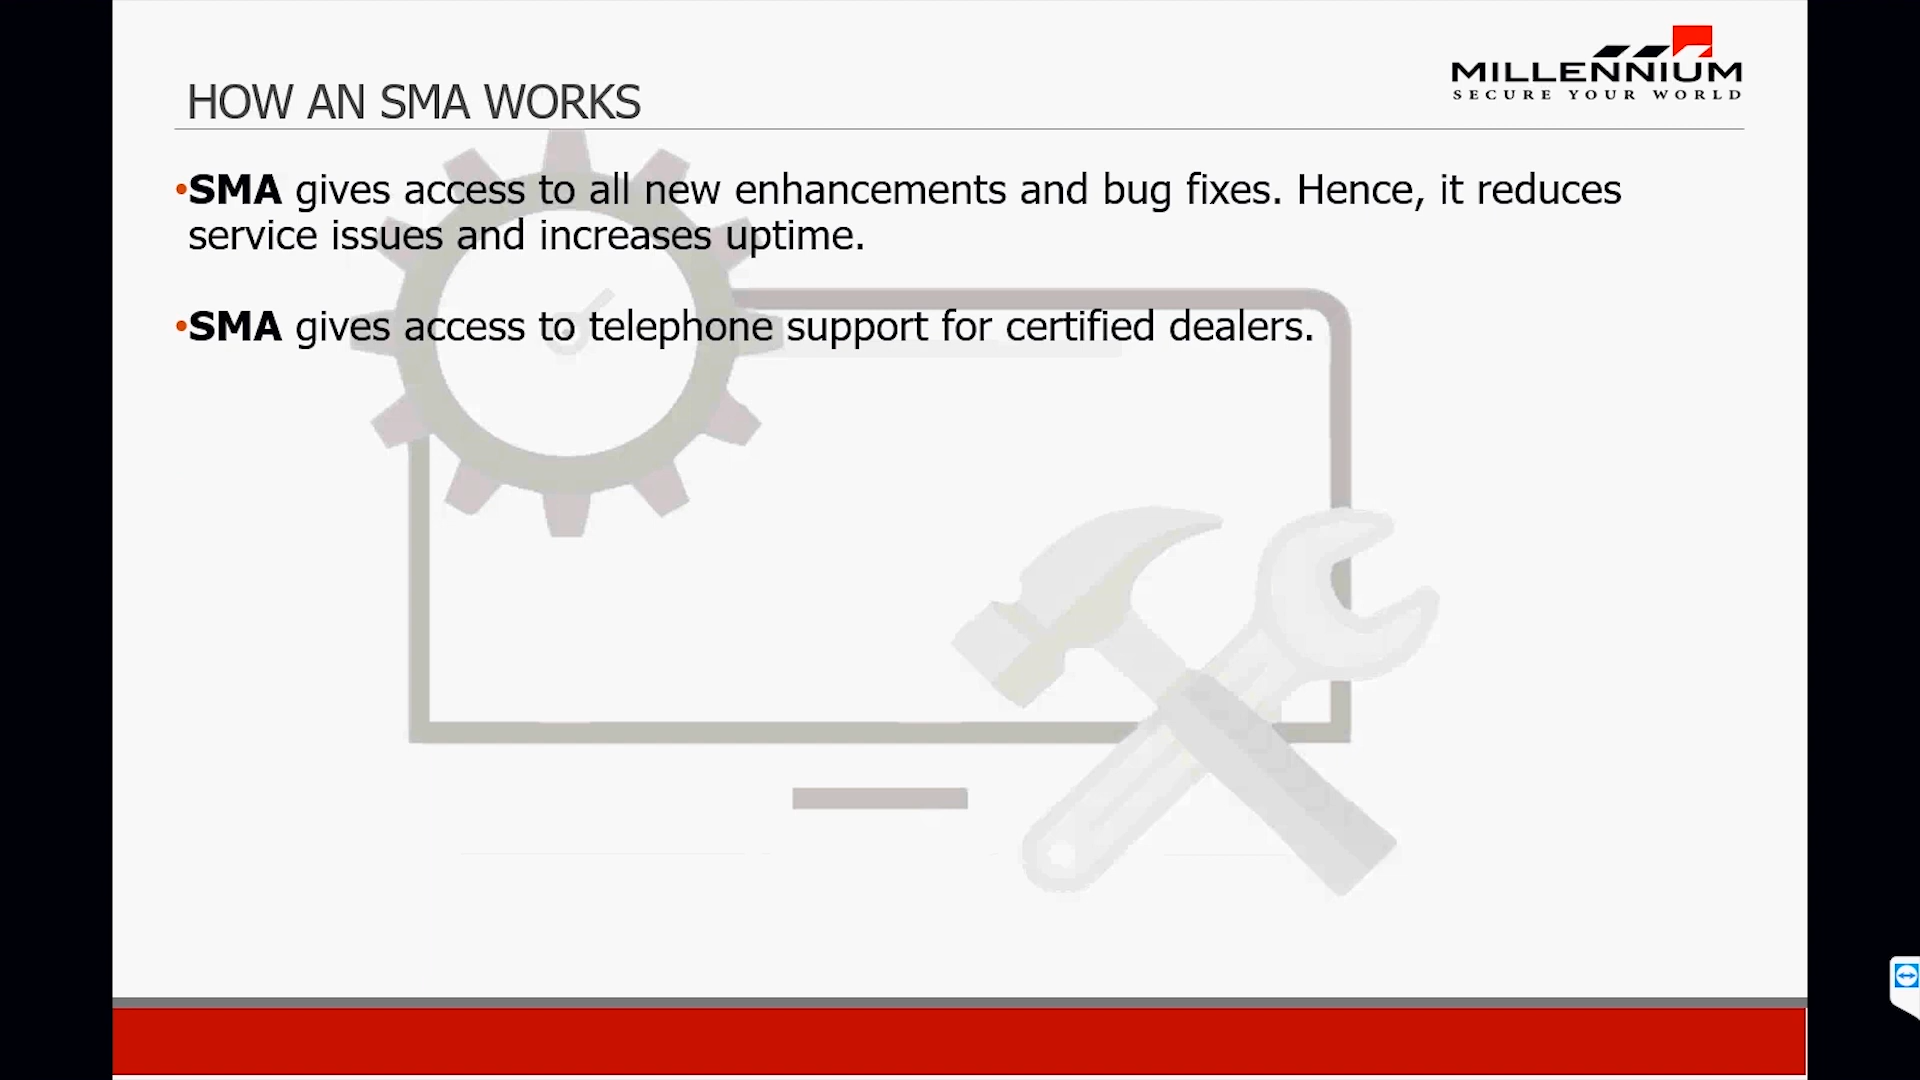 MILLENNIUM
SECURE YOUR WORLD
HOW AN SMA WORKS
•SMA gives access to all new enhancements and bug fixes. Hence, it reduces
service issues and increases uptime.
•SMA gives access to telephone support for certified dealers.